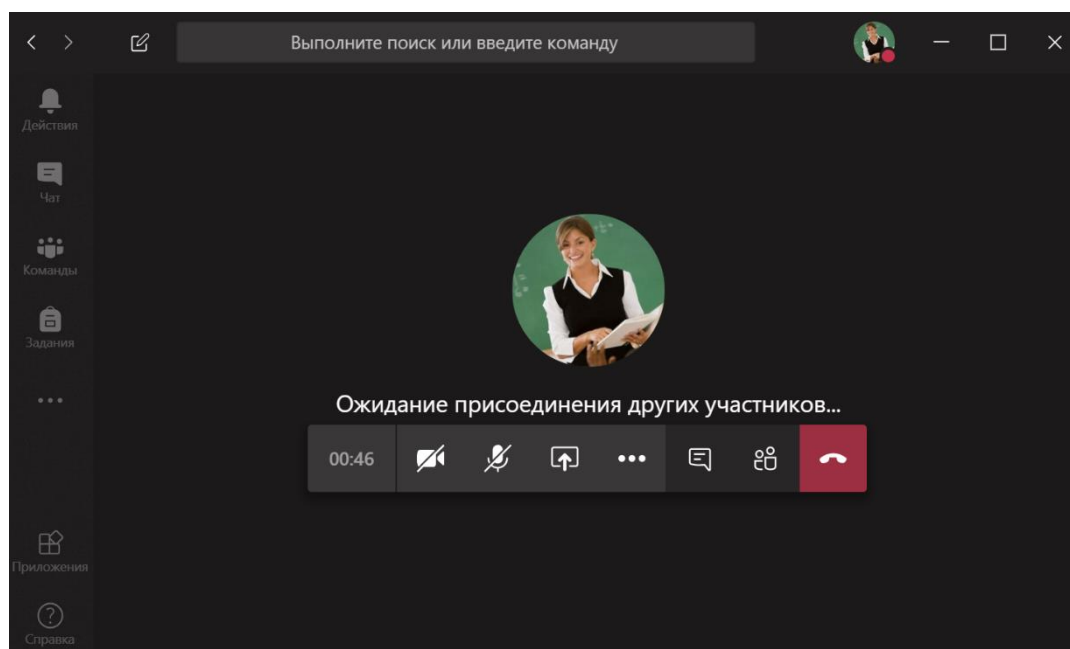 Выполните поиск или введите команду
Действия
Чат
Команды
Задания
Ожидание присоединения других участников...
00:46
Приложения
Справка